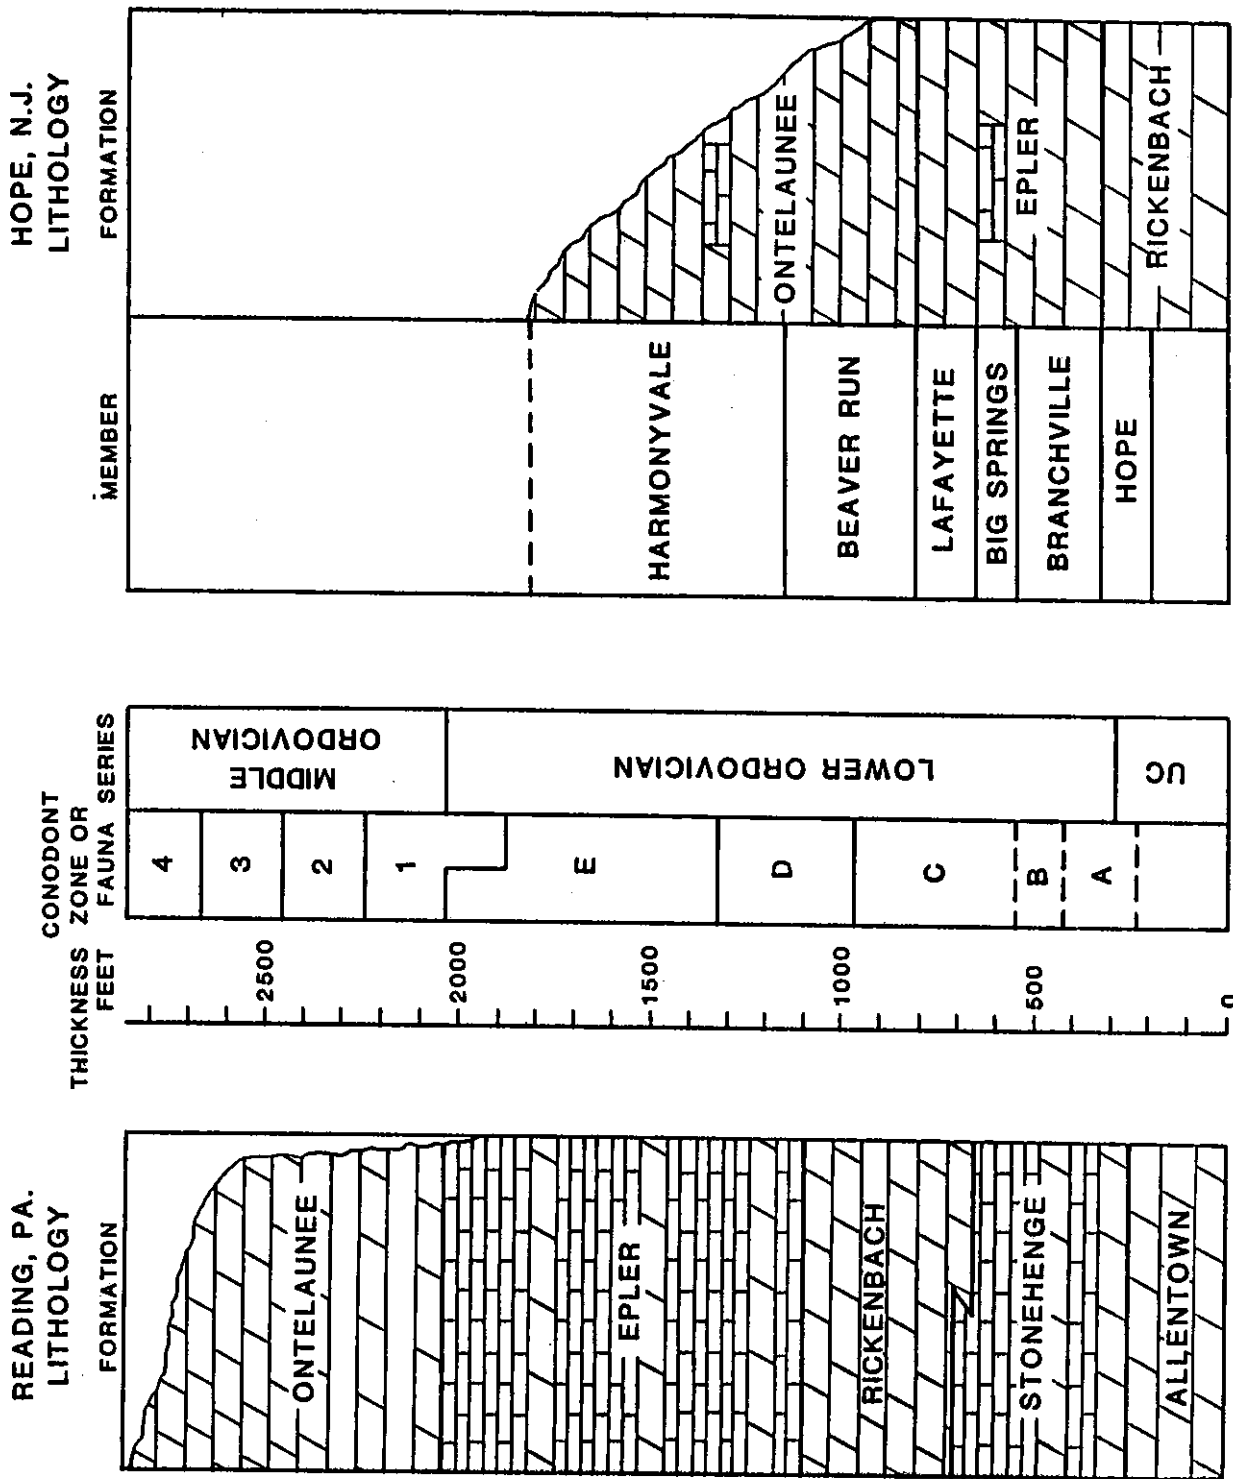 READING, PA.
LITHOLOGY
FORMATION
ONTELAUNEE
EPLER
RICKENBACH
STONEHENGE
ALLENTOWN
THICKNESS
FEET
2500
2000
1500
1000
500
0
CONODONT
ZONE OR
FAUNA
4
3
2
1
E
D
C
B
A
SERIES
MIDDLE
ORDOVICIAN
LOWER ORDOVICIAN
UC
HOPE, N.J.
LITHOLOGY
MEMBER
HARMONYVALE
BEAVER RUN
LAFAYETTE
BIG SPRINGS
BRANCHVILLE
HOPE
FORMATION
ONTELAUNEE
EPLER
RICKENBACH